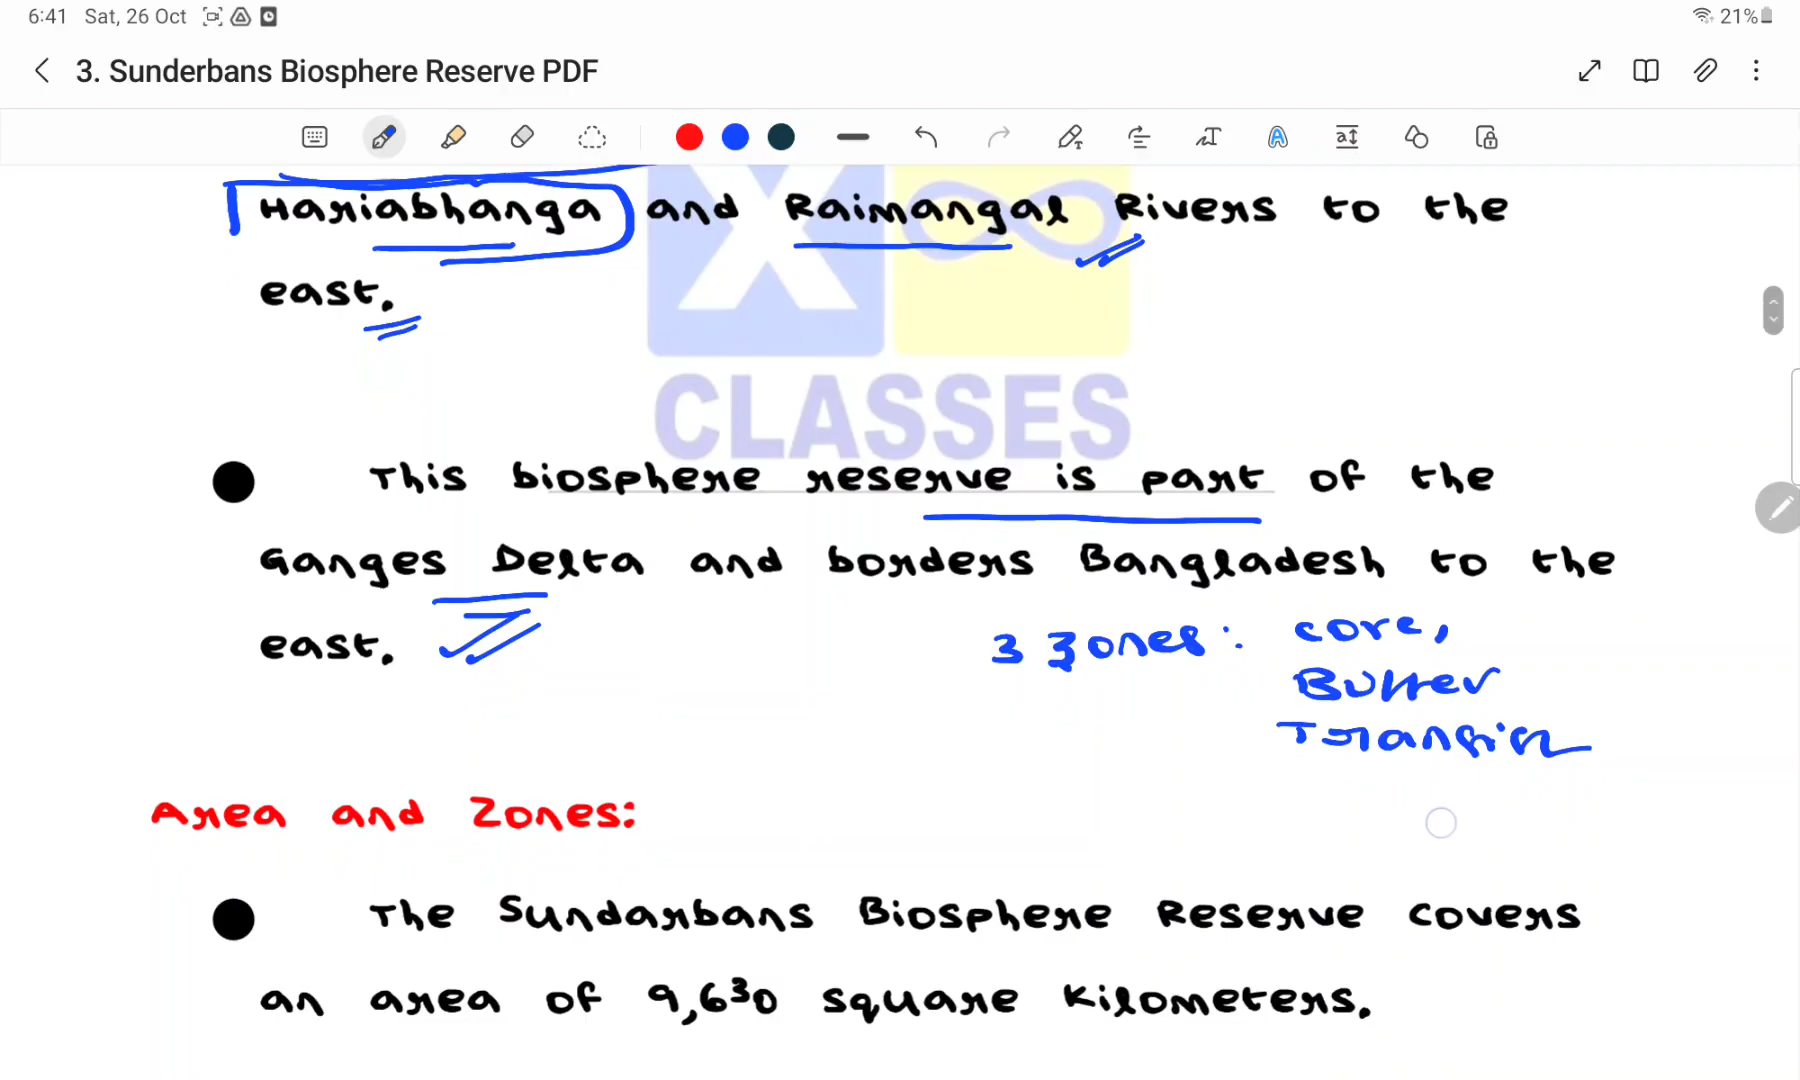 6:41 Sat, 26 Oct
21%
3. Sunderbans Biosphere Reserve PDF
Hariabhanga and Raimangal Rivers to the
east.
CLASSES
This biosphere reserve is part of the
Ganges Delta and borders Bangladesh to the
east.
3 zones: core,
Buffer
Transition
Area and Zones:
The Sundarbans Biosphere Reserve covers
an area of 9,630 square kilometers.